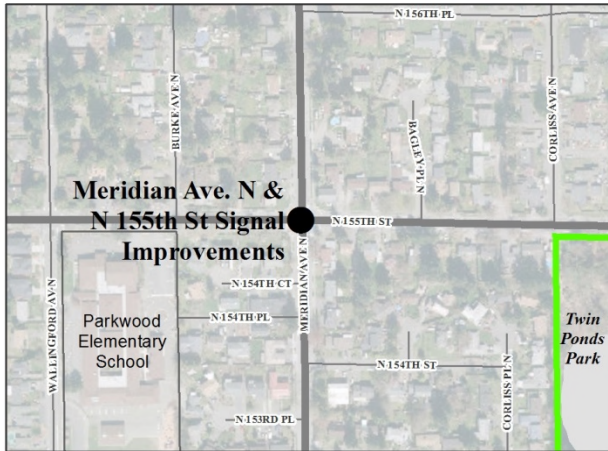 N 156TH PL
BURKE AVE N
CORLISS AVE N
BAGLEY PL N
Meridian Ave. N &
N 155th St Signal
Improvements
N 155TH ST
MERIDIAN AVE N
WALLINGFORD AV N
N 154TH CT
Parkwood
Elementary
School
N 154TH PL
Twin
Ponds
Park
N 154TH ST
CORLISS PL N
N 153RD PL